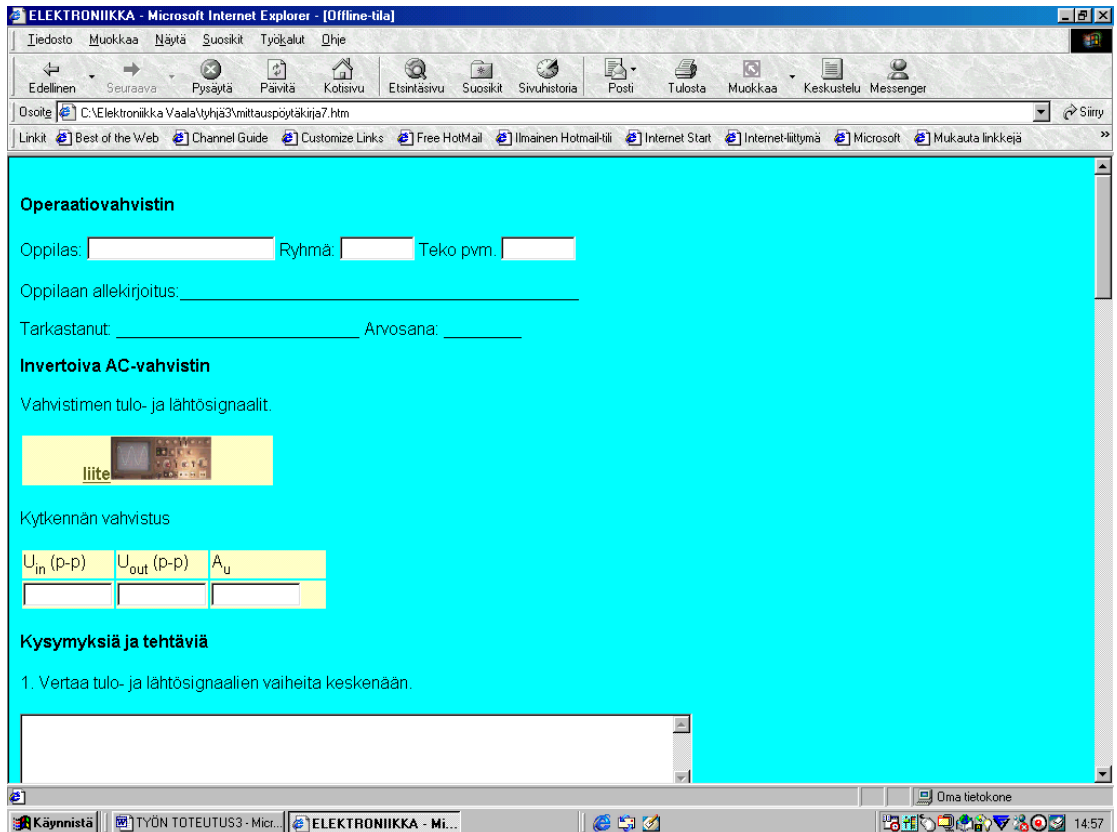 ELEKTRONIIKKA - Microsoft Internet Explorer - [Offline-tila]
Tiedosto Muokkaa Näytä Suosikit Työkalut Ohje
Edellinen Seuraava Pysäytä Päivitä Kotisivu Etsintäsivu Suosikit Sivuhistoria Posti Tulosta Muokkaa Keskustelu Messenger
Osoite C:\Elektroniikka Vaala\tyhjä3\mittauspöytäkirja7.htm Siirry
Linkit Best of the Web Channel Guide Customize Links Free HotMail Ilmainen Hotmail-tili Internet Start Internet-liittymä Microsoft Mukauta linkkejä »
Operaatiovahvistin
Oppilas: Ryhmä: Teko pvm.
Oppilaan allekirjoitus:
Tarkastanut: Arvosana:
Invertoiva AC-vahvistin
Vahvistimen tulo- ja lähtösignaalit.
liite
Kytkennän vahvistus
Uin (p-p) Uout (p-p) Au
Kysymyksiä ja tehtäviä
1. Vertaa tulo- ja lähtösignaalien vaiheita keskenään.
Oma tietokone
Käynnistä TYÖN TOTEUTUS3 - Micr... ELEKTRONIIKKA - Mi... 14:57